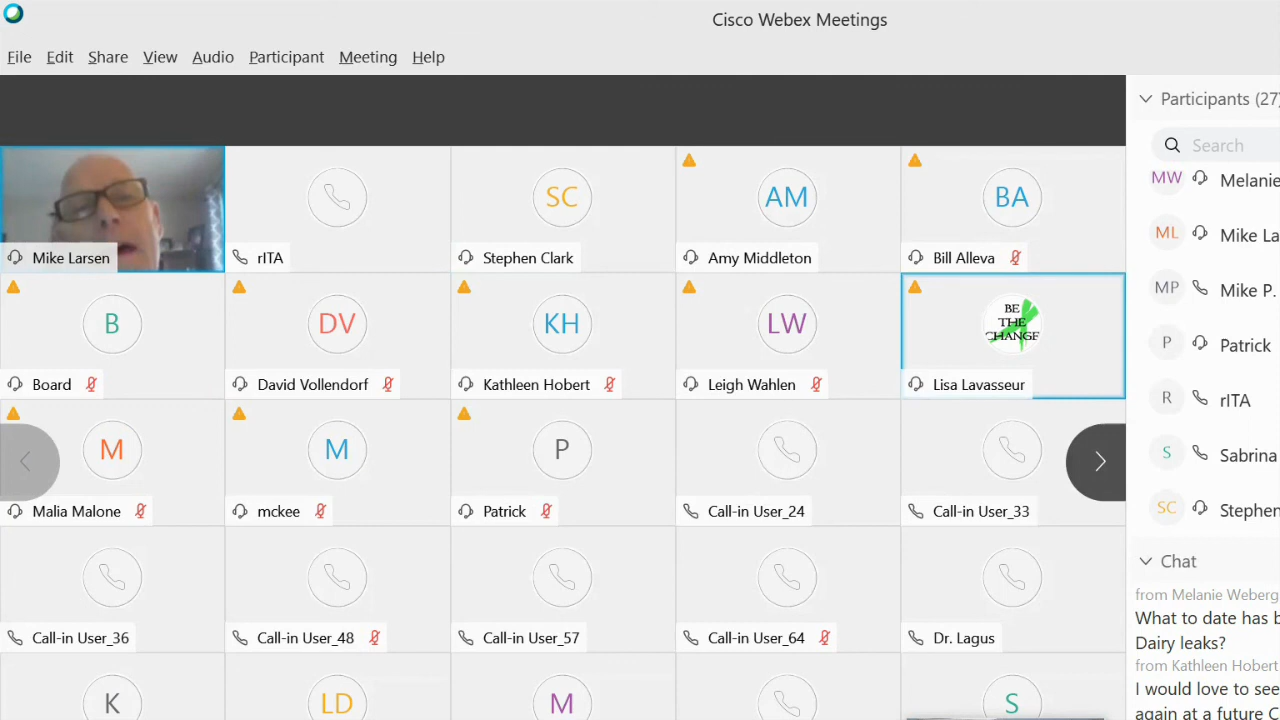 Cisco Webex Meetings
File Edit Share View Audio Participant Meeting Help
Participants (27)
Search
Mike Larsen
rITA
SC
Stephen Clark
AM
Amy Middleton
BA
Bill Alleva
B
Board
DV
David Vollendorf
KH
Kathleen Hobert
LW
Leigh Wahlen
BE
THE
CHANGE
Lisa Lavasseur
M
Malia Malone
M
mckee
P
Patrick
Call-in User_24
Call-in User_33
Call-in User_36
Call-in User_48
Call-in User_57
Call-in User_64
Dr. Lagus
K
LD
M
S
MW Melanie
ML Mike La
MP Mike P.
P Patrick
R rITA
S Sabrina
SC Stephen
Chat
from Melanie Weberg
What to date has b
Dairy leaks?
from Kathleen Hobert
I would love to see
again at a future C